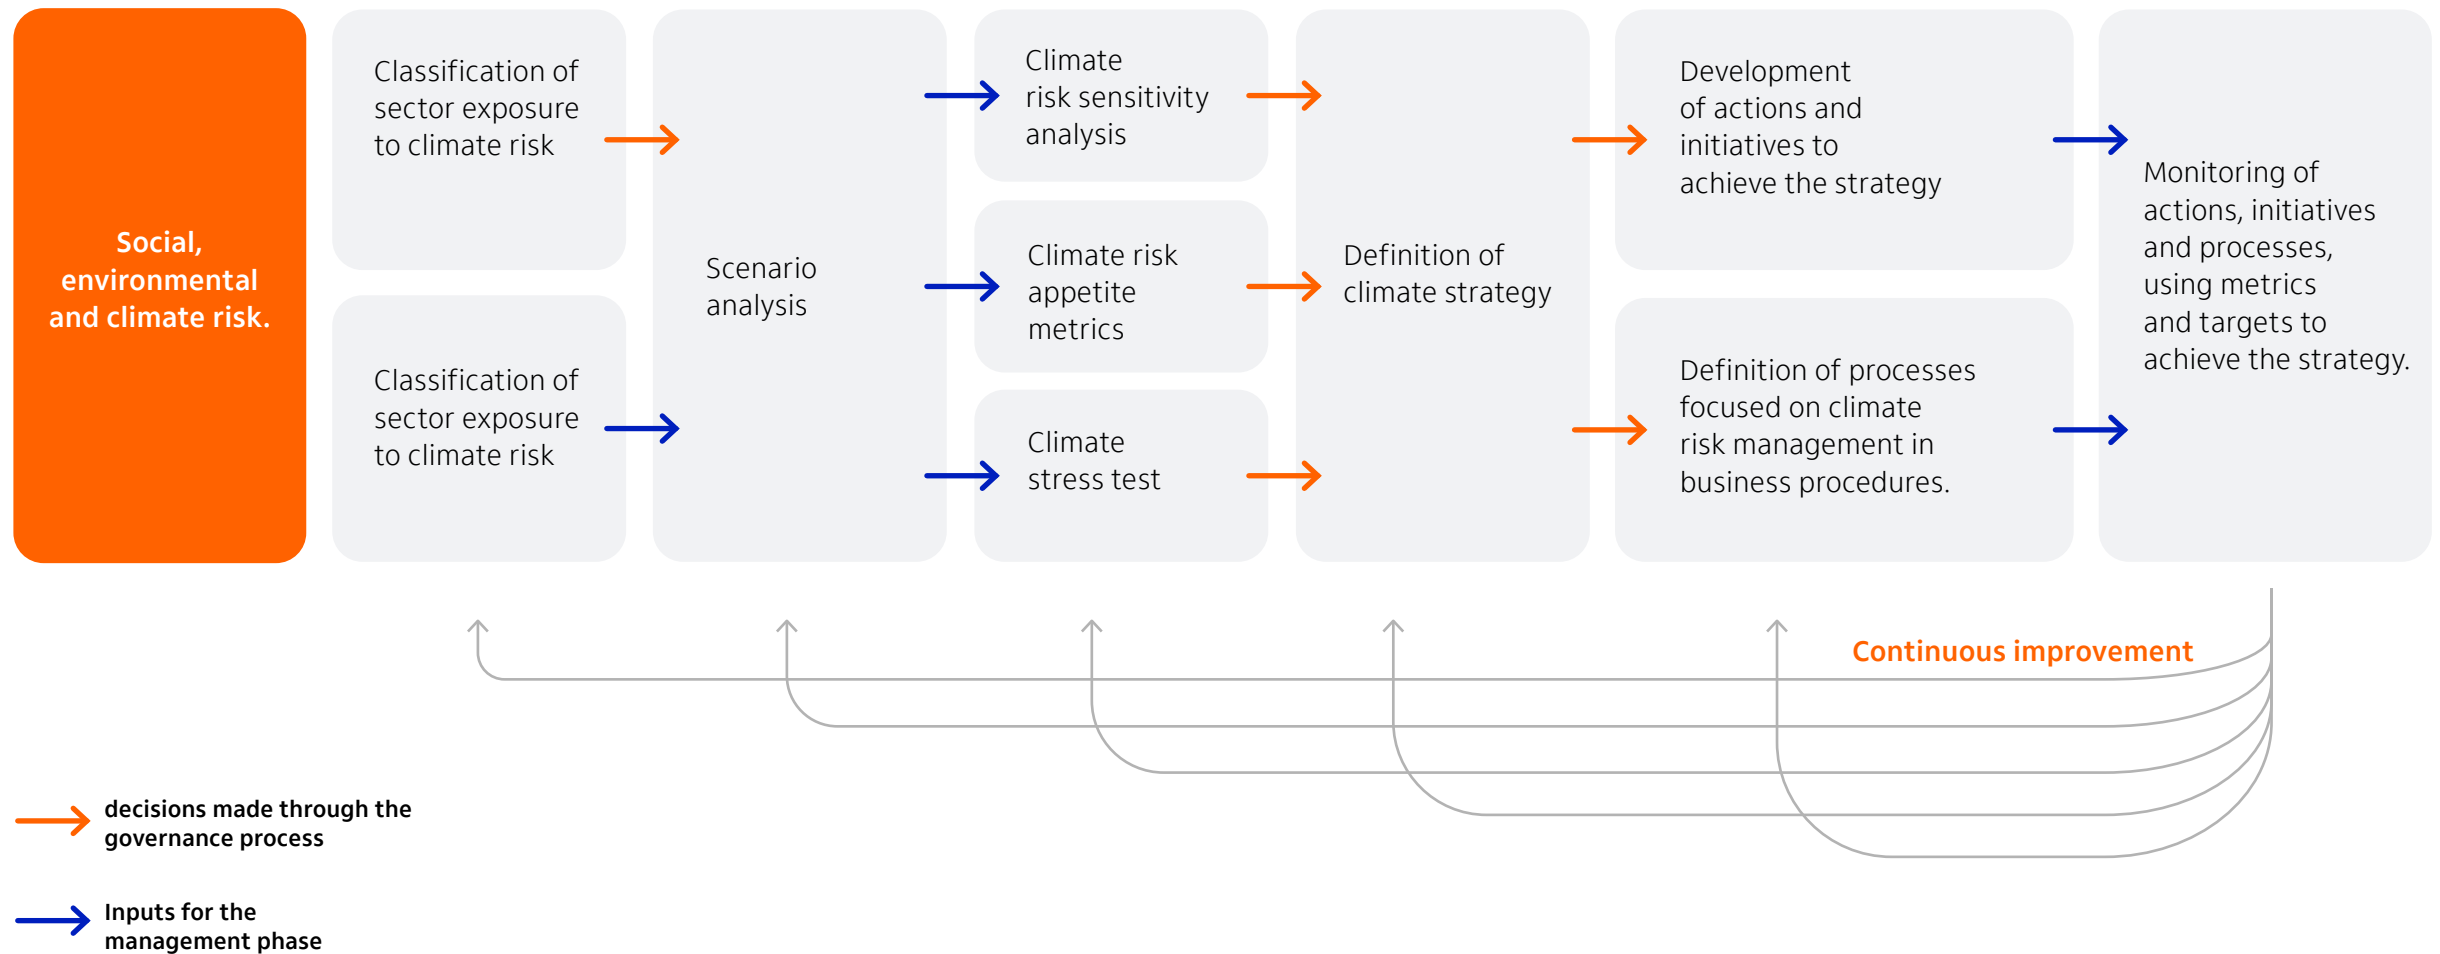 Social,
environmental
and climate risk.
Classification of
sector exposure
to climate risk
Classification of
sector exposure
to climate risk
Scenario
analysis
Climate
risk sensitivity
analysis
Climate risk
appetite
metrics
Climate
stress test
Definition of
climate strategy
Development
of actions and
initiatives to
achieve the strategy
Definition of processes
focused on climate
risk management in
business procedures.
Monitoring of
actions, initiatives
and processes,
using metrics
and targets to
achieve the strategy.
Continuous improvement
decisions made through the
governance process
Inputs for the
management phase